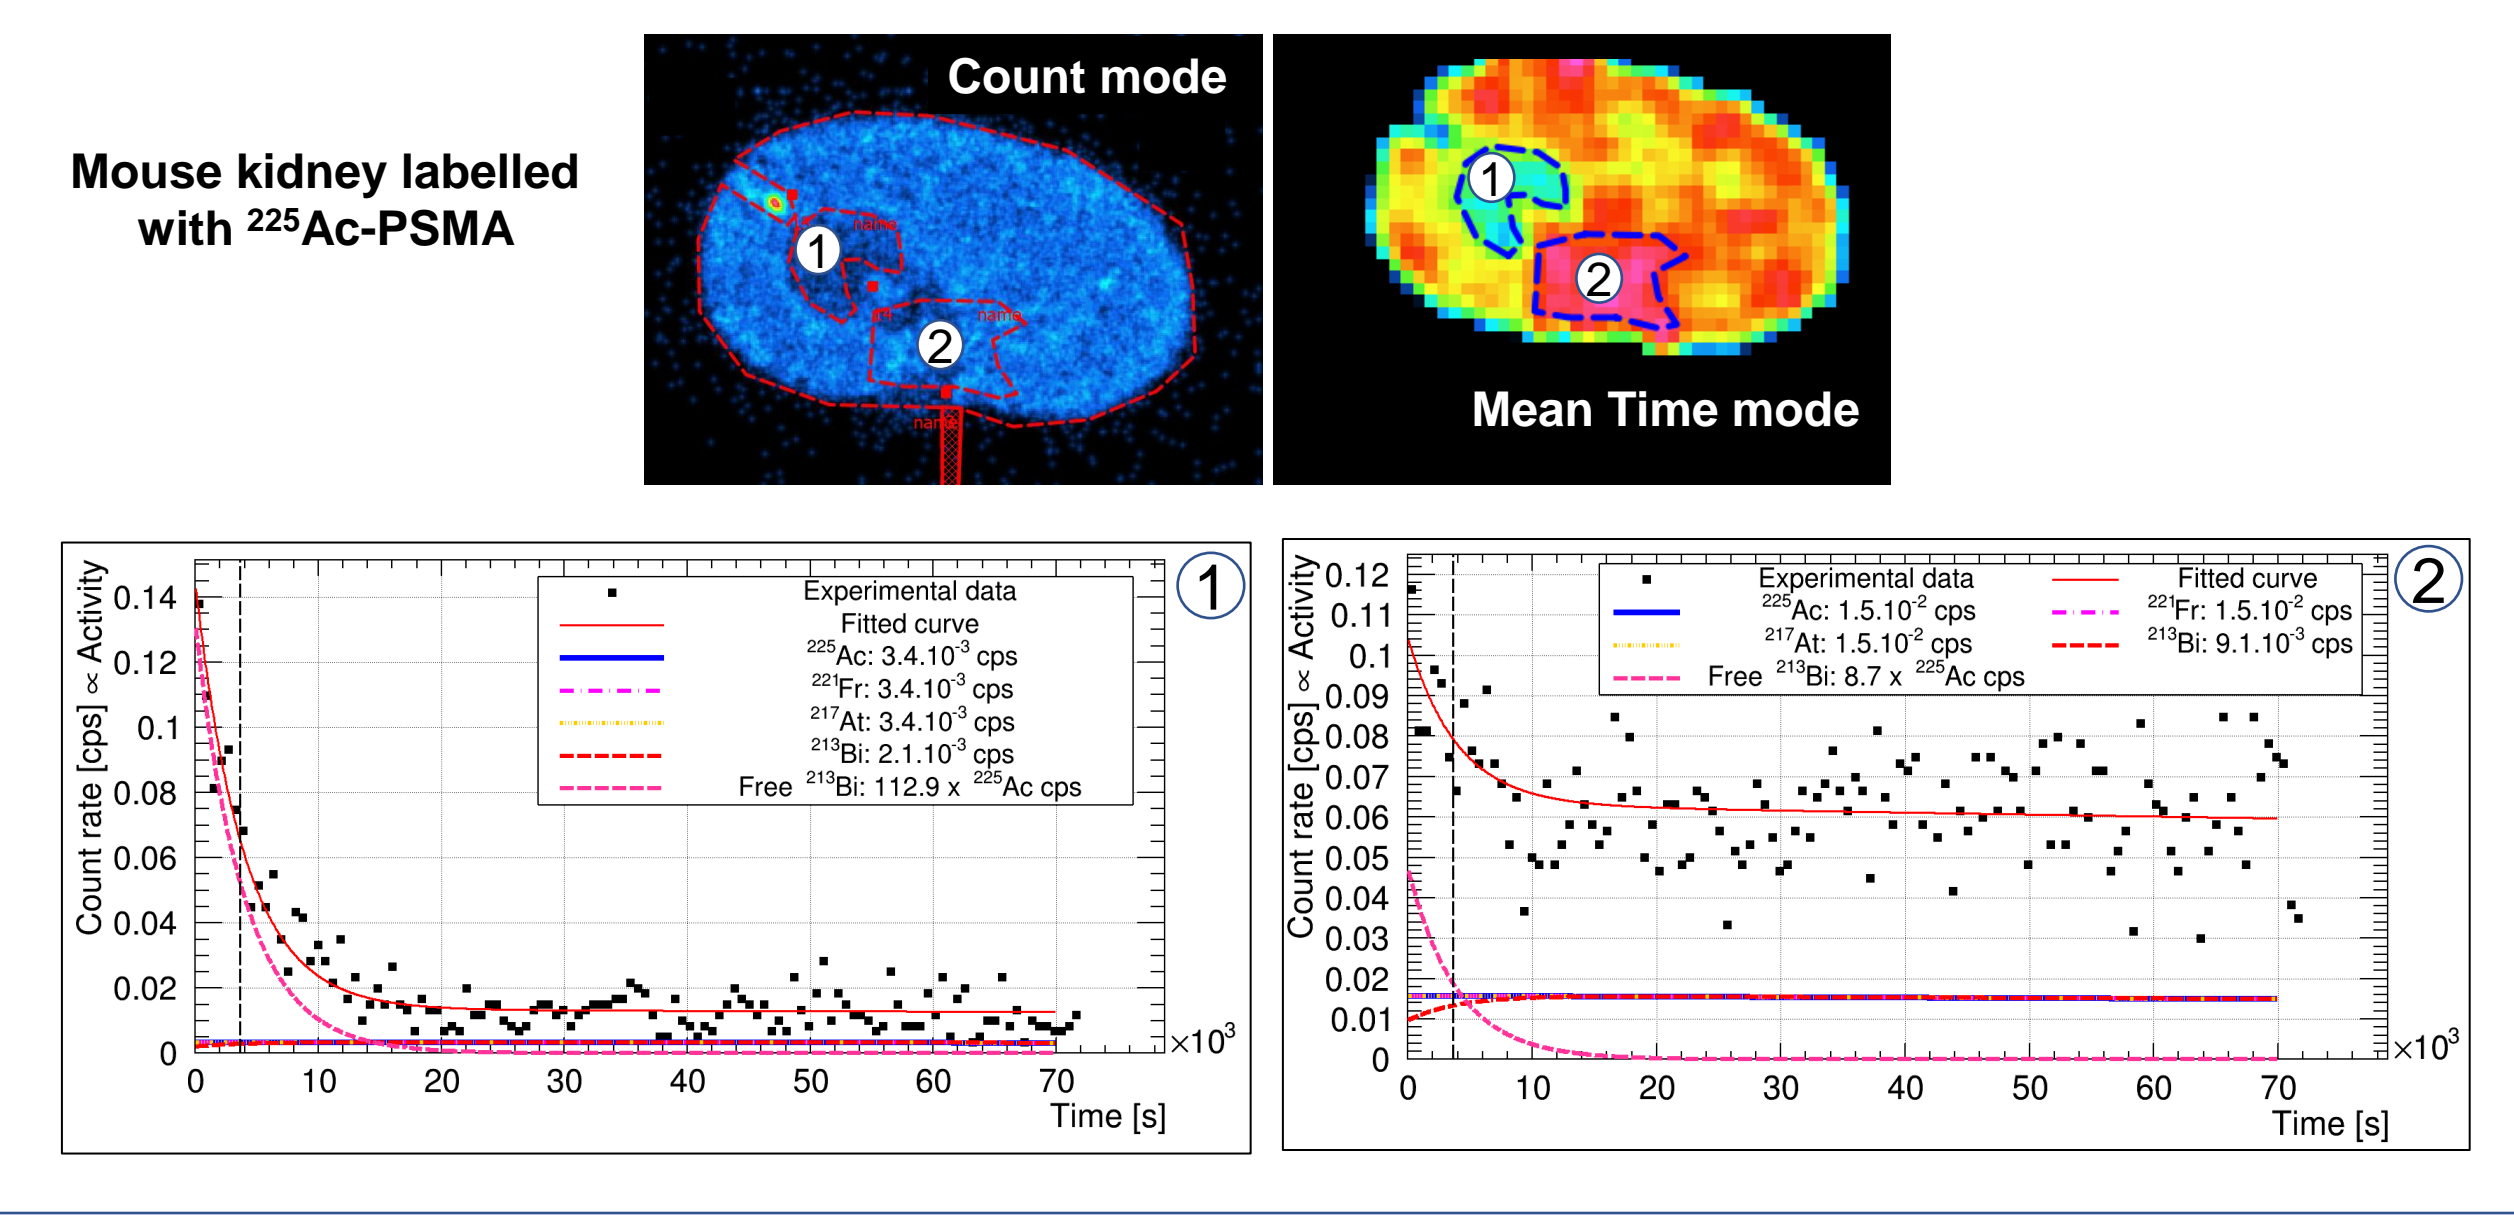 Mouse kidney labelled
with ²²⁵Ac-PSMA
Count mode
name
1
name
2
name
1
2
Mean Time mode
1
Count rate [cps] ∝ Activity
0.14
0.12
0.1
0.08
0.06
0.04
0.02
0
0 10 20 30 40 50 60 70
×10³
Time [s]
Experimental data
Fitted curve
²²⁵Ac: 3.4.10⁻³ cps
²²¹Fr: 3.4.10⁻³ cps
²¹⁷At: 3.4.10⁻³ cps
²¹³Bi: 2.1.10⁻³ cps
Free ²¹³Bi: 112.9 x ²²⁵Ac cps
2
Count rate [cps] ∝ Activity
0.12
0.11
0.1
0.09
0.08
0.07
0.06
0.05
0.04
0.03
0.02
0.01
0
0 10 20 30 40 50 60 70
×10³
Time [s]
Experimental data Fitted curve
²²⁵Ac: 1.5.10⁻² cps ²²¹Fr: 1.5.10⁻² cps
²¹⁷At: 1.5.10⁻² cps ²¹³Bi: 9.1.10⁻³ cps
Free ²¹³Bi: 8.7 x ²²⁵Ac cps